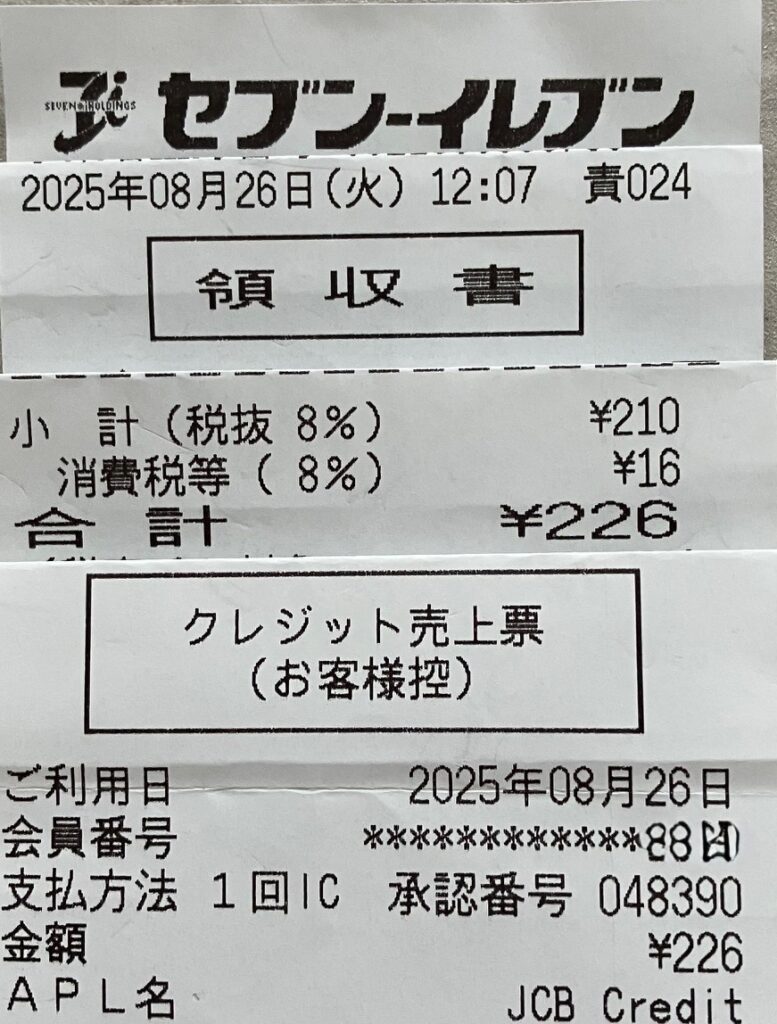 SEVEN&i HOLDINGS
セブン-イレブン
2025年08月26日(火) 12:07 責024
領収書
小 計(税抜 8%) ¥210
消費税等( 8%) ¥16
合 計 ¥226
クレジット売上票
(お客様控)
ご利用日 2025年08月26日
会員番号 ************88
支払方法 1回IC 承認番号 048390
金額 ¥226
APL名 JCB Credit